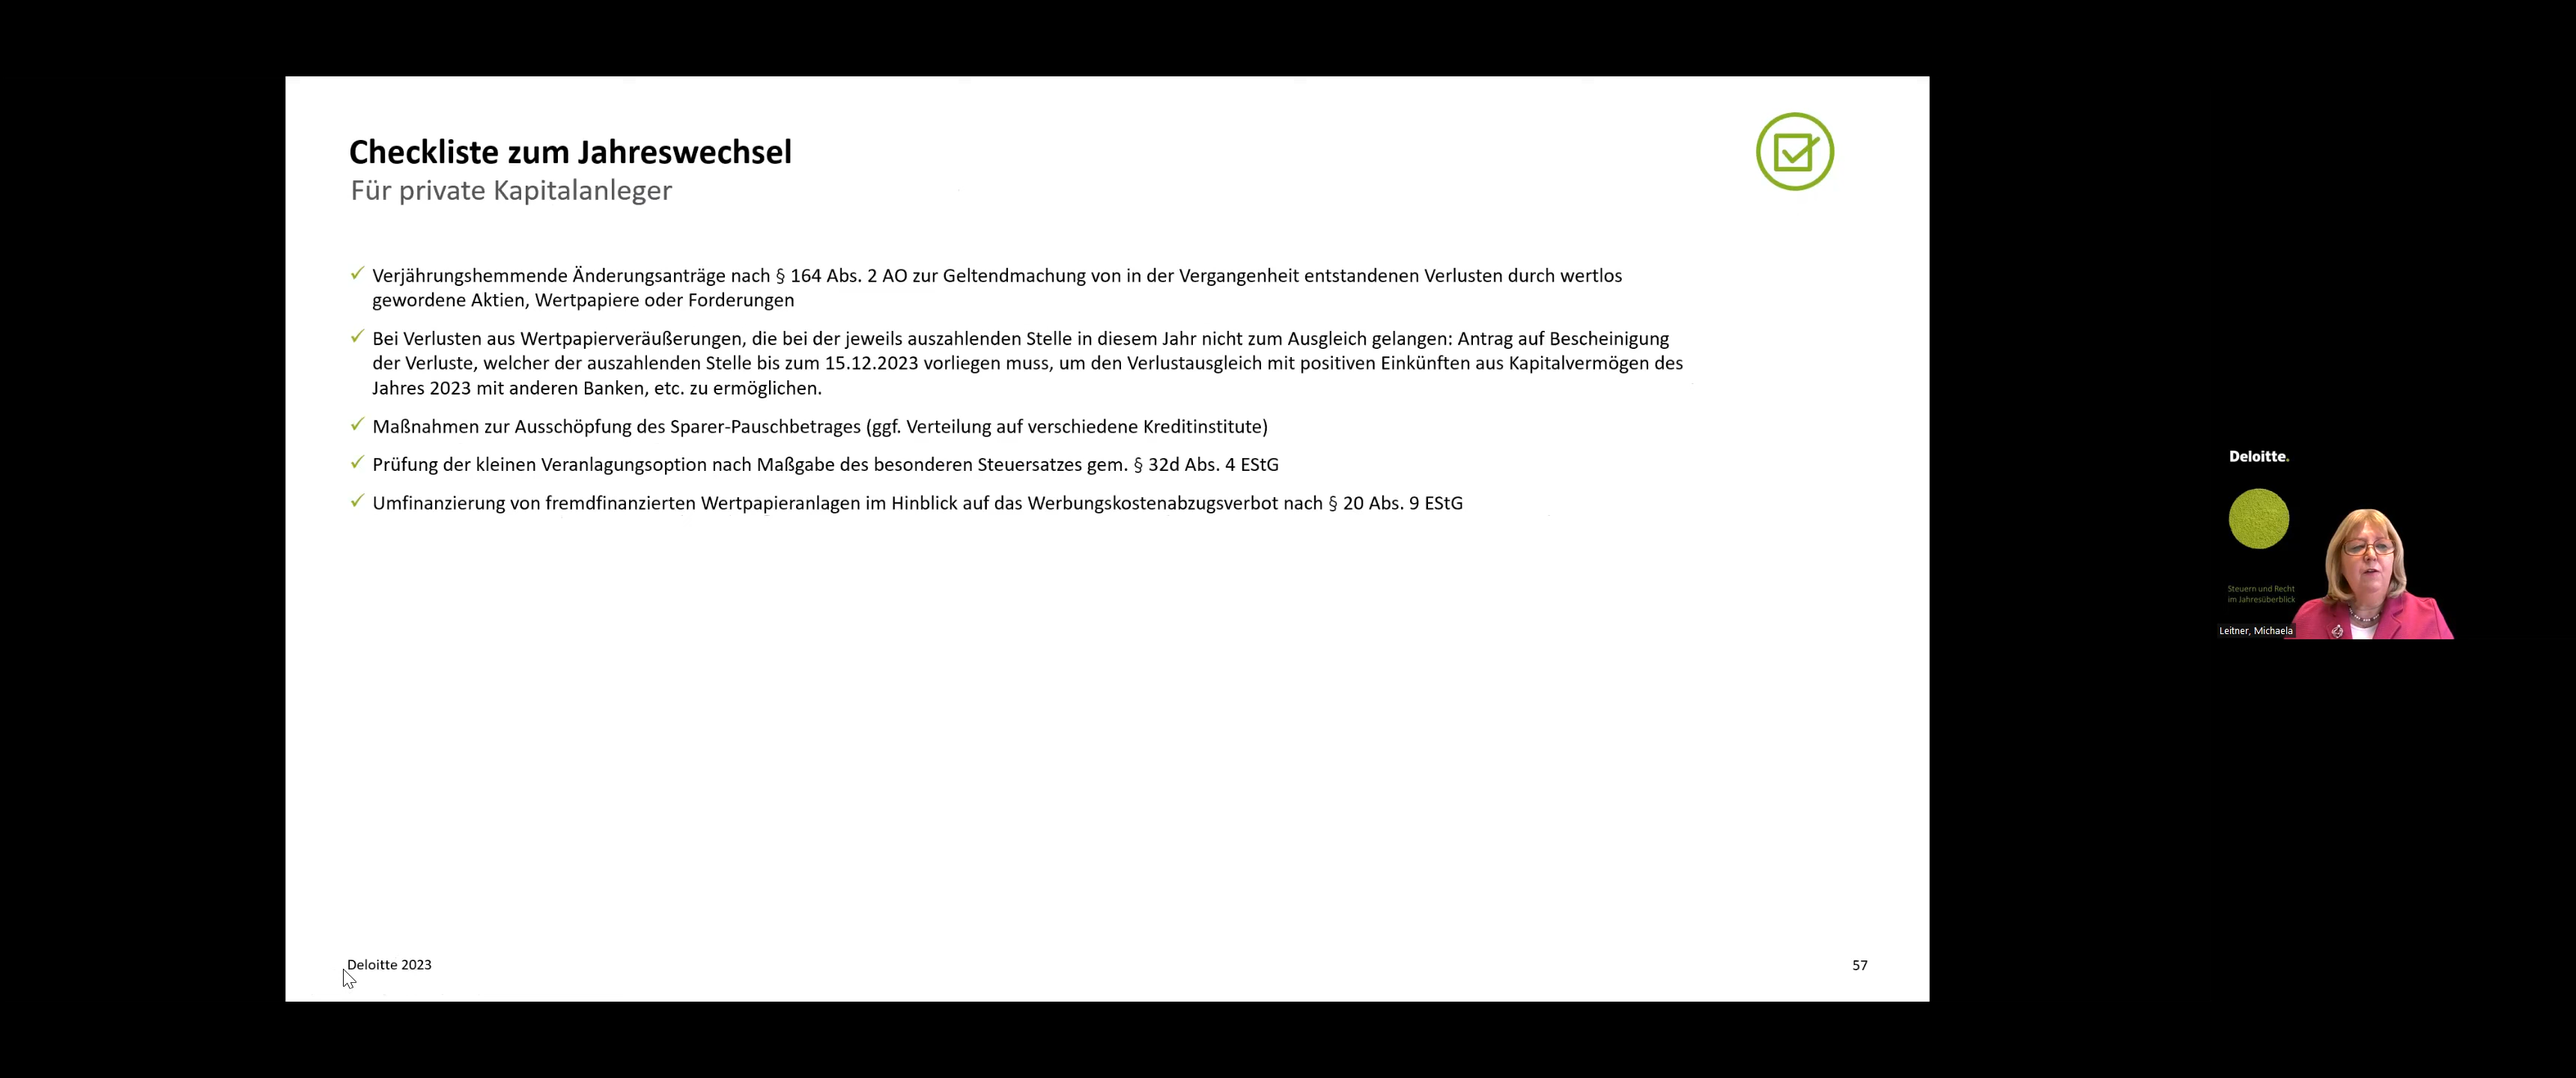 Checkliste zum Jahreswechsel
Für private Kapitalanleger
✓ Verjährungshemmende Änderungsanträge nach § 164 Abs. 2 AO zur Geltendmachung von in der Vergangenheit entstandenen Verlusten durch wertlos
gewordene Aktien, Wertpapiere oder Forderungen
✓ Bei Verlusten aus Wertpapierveräußerungen, die bei der jeweils auszahlenden Stelle in diesem Jahr nicht zum Ausgleich gelangen: Antrag auf Bescheinigung
der Verluste, welcher der auszahlenden Stelle bis zum 15.12.2023 vorliegen muss, um den Verlustausgleich mit positiven Einkünften aus Kapitalvermögen des
Jahres 2023 mit anderen Banken, etc. zu ermöglichen.
✓ Maßnahmen zur Ausschöpfung des Sparer-Pauschbetrages (ggf. Verteilung auf verschiedene Kreditinstitute)
✓ Prüfung der kleinen Veranlagungsoption nach Maßgabe des besonderen Steuersatzes gem. § 32d Abs. 4 EStG
✓ Umfinanzierung von fremdfinanzierten Wertpapieranlagen im Hinblick auf das Werbungskostenabzugsverbot nach § 20 Abs. 9 EStG
Deloitte 2023
57
Deloitte.
Steuern und Recht
im Jahresüberblick
Leitner, Michaela